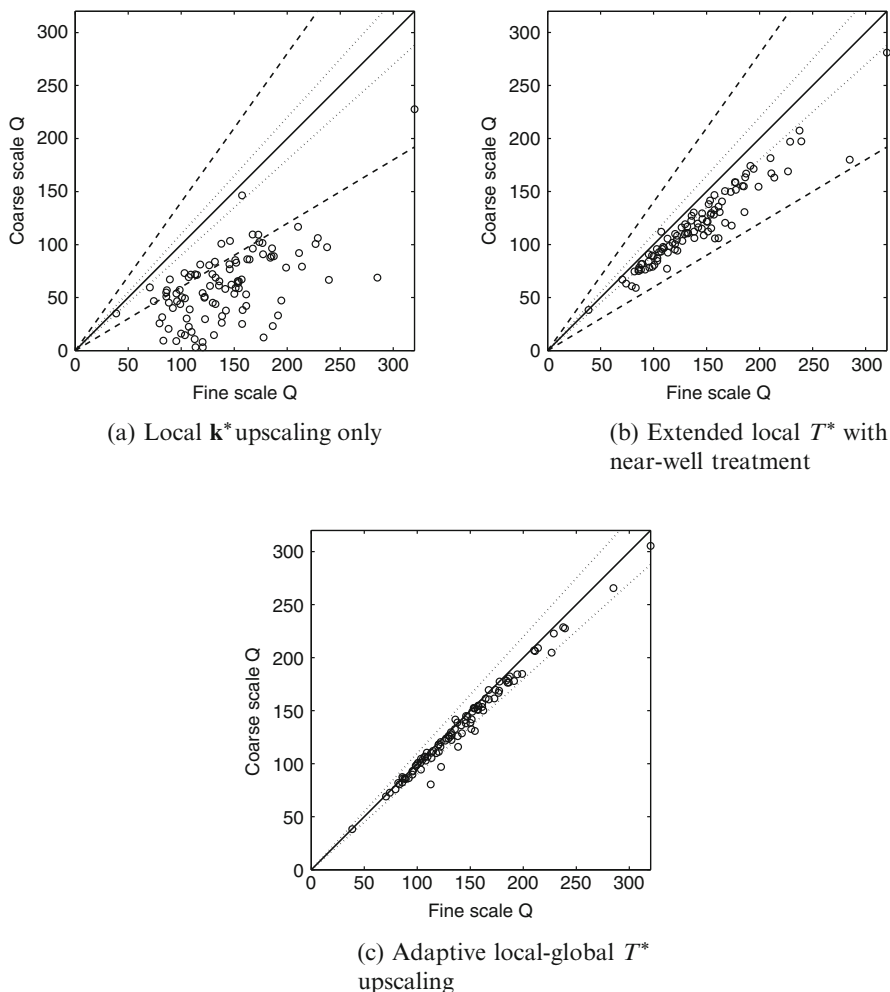 300
250
200
150
100
50
0
Coarse scale Q
0 50 100 150 200 250 300
Fine scale Q
(a) Local k* upscaling only
300
250
200
150
100
50
0
Coarse scale Q
0 50 100 150 200 250 300
Fine scale Q
(b) Extended local T* with
near-well treatment
300
250
200
150
100
50
0
Coarse scale Q
0 50 100 150 200 250 300
Fine scale Q
(c) Adaptive local-global T*
upscaling